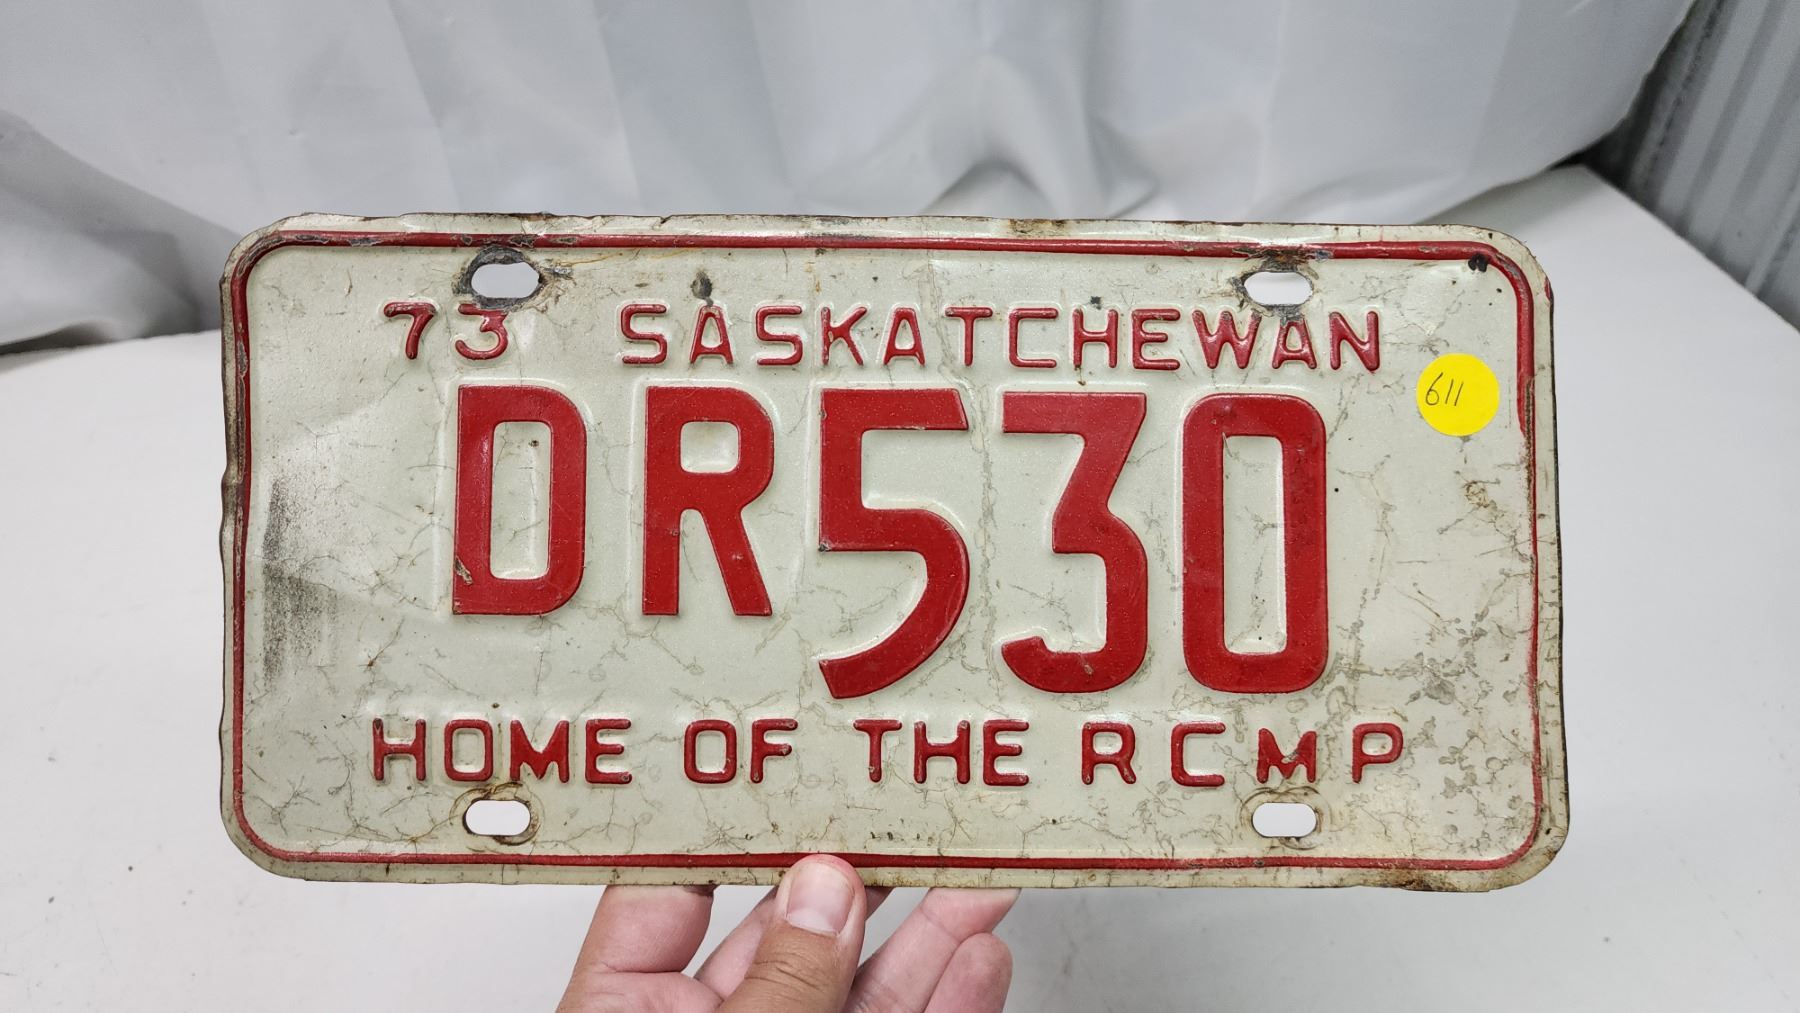 73 SASKATCHEWAN
DR530
611
HOME OF THE RCMP